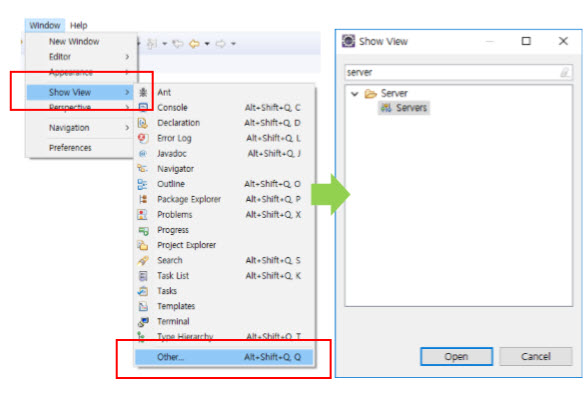 Window Help
New Window
Editor
Appearance
Show View
Perspective
Navigation
Preferences
Ant
Console Alt+Shift+Q, C
Declaration Alt+Shift+Q, D
Error Log Alt+Shift+Q, L
Javadoc Alt+Shift+Q, J
Navigator
Outline Alt+Shift+Q, O
Package Explorer Alt+Shift+Q, P
Problems Alt+Shift+Q, X
Progress
Project Explorer
Search Alt+Shift+Q, S
Task List Alt+Shift+Q, K
Tasks
Templates
Terminal
Type Hierarchy Alt+Shift+Q, T
Other... Alt+Shift+Q, Q
Show View
server
Server
Servers
Open Cancel